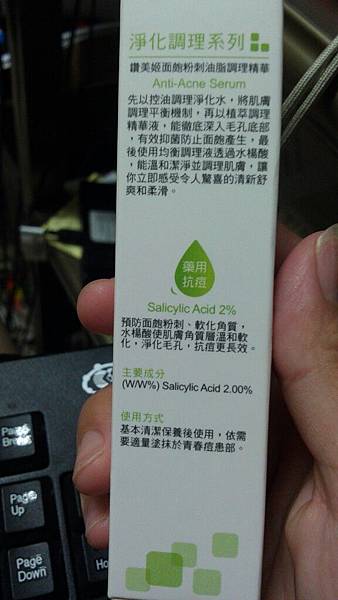 淨化調理系列
鑽美姬面皰粉刺油脂調理精華
Anti-Acne Serum
先以控油調理淨化水，將肌膚
調理平衡機制，再以植萃調理
精華液，能徹底深入毛孔底部
，有效抑菌防止面皰產生，最
後使用均衡調理液透過水楊酸
，能溫和潔淨並調理肌膚，讓
你立即感受令人驚喜的清新舒
爽和柔滑。
藥用
抗痘
Salicylic Acid 2%
預防面皰粉刺、軟化角質，
水楊酸使肌膚角質層溫和軟
化，淨化毛孔，抗痘更長效。
主要成分
(W/W%) Salicylic Acid 2.00%
使用方式
基本清潔保養後使用，依需
要適量塗抹於青春痘患部。
Page
Up
Page
Down
Ho